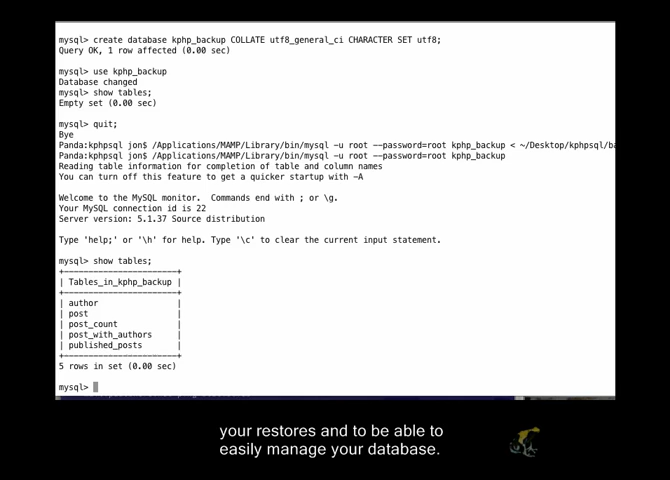 mysql> create database kphp_backup COLLATE utf8_general_ci CHARACTER SET utf8;
Query OK, 1 row affected (0.00 sec)
mysql> use kphp_backup
Database changed
mysql> show tables;
Empty set (0.00 sec)
mysql> quit;
Bye
Panda:kphpsql jon$ /Applications/MAMP/Library/bin/mysql -u root --password=root kphp_backup < ~/Desktop/kphpsql/ba
Panda:kphpsql jon$ /Applications/MAMP/Library/bin/mysql -u root --password=root kphp_backup
Reading table information for completion of table and column names
You can turn off this feature to get a quicker startup with -A
Welcome to the MySQL monitor.  Commands end with ; or \g.
Your MySQL connection id is 22
Server version: 5.1.37 Source distribution
Type 'help;' or '\h' for help. Type '\c' to clear the current input statement.
mysql> show tables;
+-----------------------+
| Tables_in_kphp_backup |
+-----------------------+
| author                |
| post                  |
| post_count            |
| post_with_authors     |
| published_posts       |
+-----------------------+
5 rows in set (0.00 sec)
mysql>
your restores and to be able to
easily manage your database.